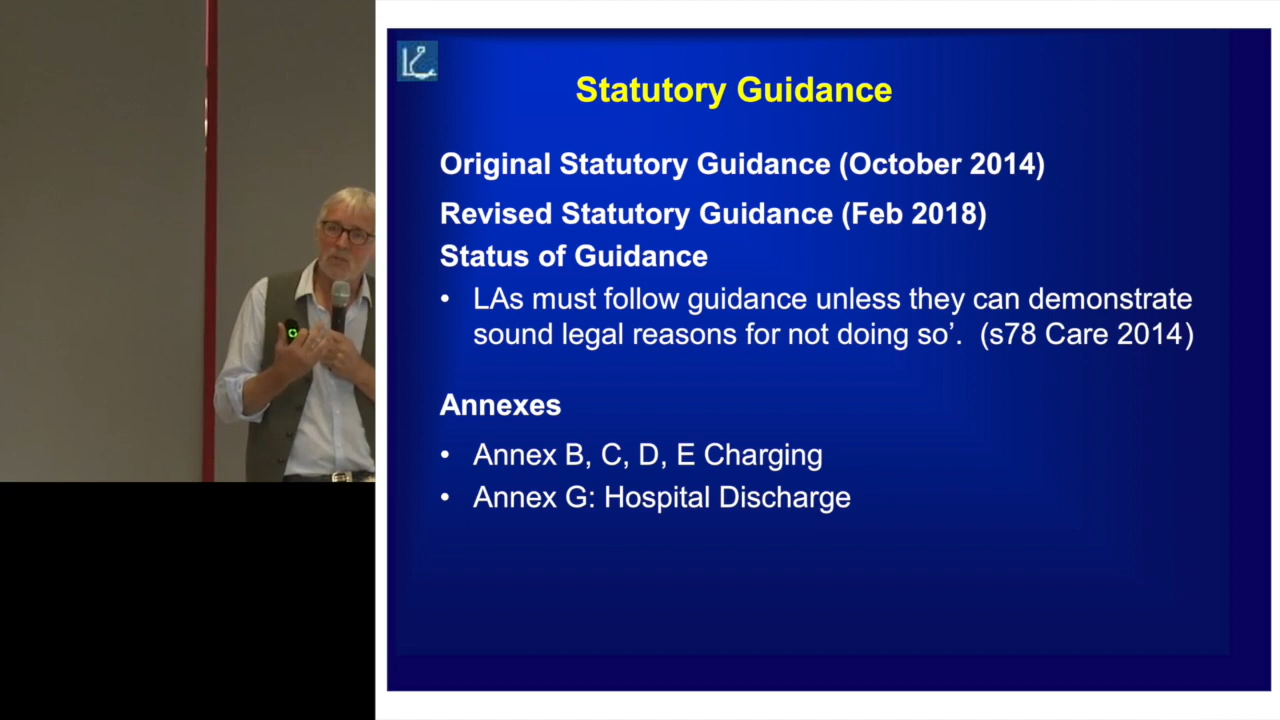 Statutory Guidance
Original Statutory Guidance (October 2014)
Revised Statutory Guidance (Feb 2018)
Status of Guidance
• LAs must follow guidance unless they can demonstrate
sound legal reasons for not doing so’. (s78 Care 2014)
Annexes
• Annex B, C, D, E Charging
• Annex G: Hospital Discharge